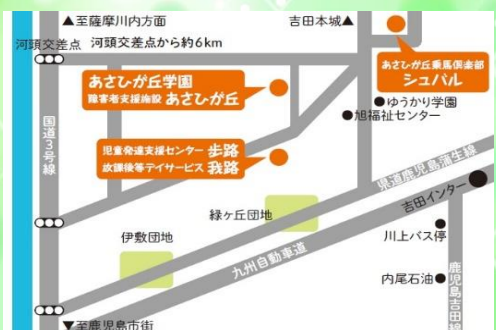 ▲至薩摩川内方面
吉田本城▲
河頭交差点
河頭交差点から約6km
あさひが丘学園
障害者支援施設 あさひが丘
あさひが丘乗馬倶楽部
シュバル
ゆうかり学園
旭福祉センター
児童発達支援センター 歩路
放課後等デイサービス 我路
国道3号線
県道鹿児島蒲生線
吉田インター
緑ヶ丘団地
伊敷団地
川上バス停
九州自動車道
内尾石油
鹿児島吉田線
▼至鹿児島市街